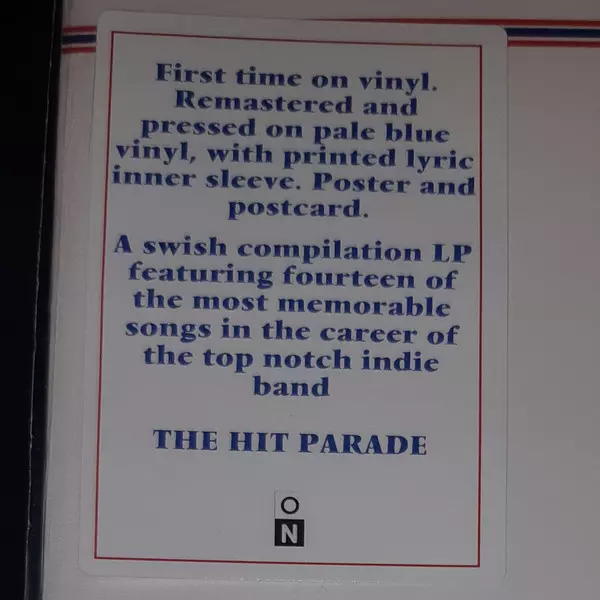 First time on vinyl.
Remastered and
pressed on pale blue
vinyl, with printed lyric
inner sleeve. Poster and
postcard.
A swish compilation LP
featuring fourteen of
the most memorable
songs in the career of
the top notch indie
band
THE HIT PARADE
O
N